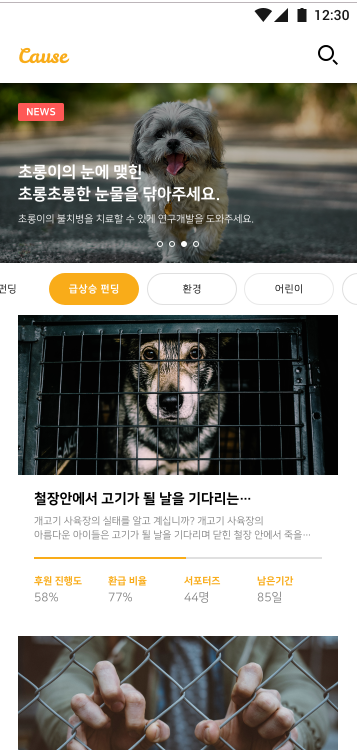 12:30
Cause
NEWS
초롱이의 눈에 맺힌
초롱초롱한 눈물을 닦아주세요.
초롱이의 불치병을 치료할 수 있게 연구개발을 도와주세요.
펀딩
급상승 펀딩
환경
어린이
철장안에서 고기가 될 날을 기다리는···
개고기 사육장의 실태를 알고 계십니까? 개고기 사육장의
아름다운 아이들은 고기가 될 날을 기다리며 닫힌 철장 안에서 죽을···
후원 진행도 환급 비율 서포터즈 남은기간
58% 77% 44명 85일